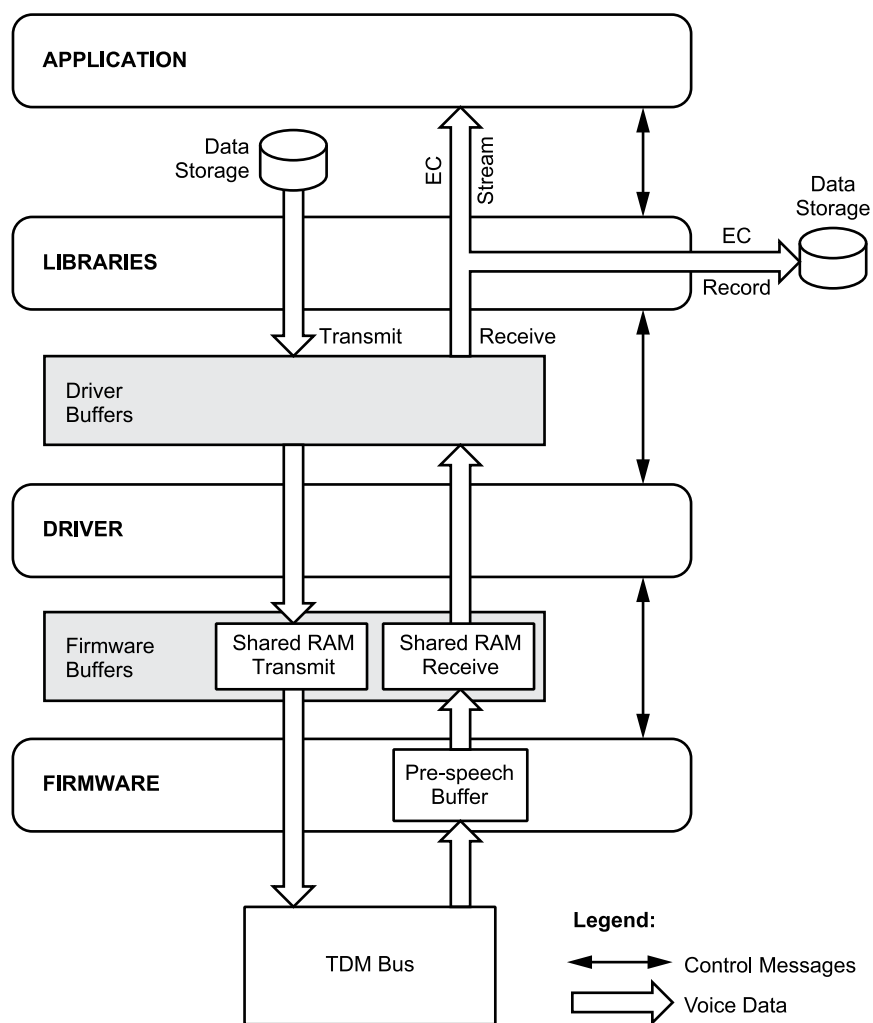 APPLICATION
Data
Storage
EC
Stream
Data
Storage
LIBRARIES
EC
Record
Transmit
Receive
Driver
Buffers
DRIVER
Firmware
Buffers
Shared RAM
Transmit
Shared RAM
Receive
FIRMWARE
Pre-speech
Buffer
TDM Bus
Legend:
Control Messages
Voice Data